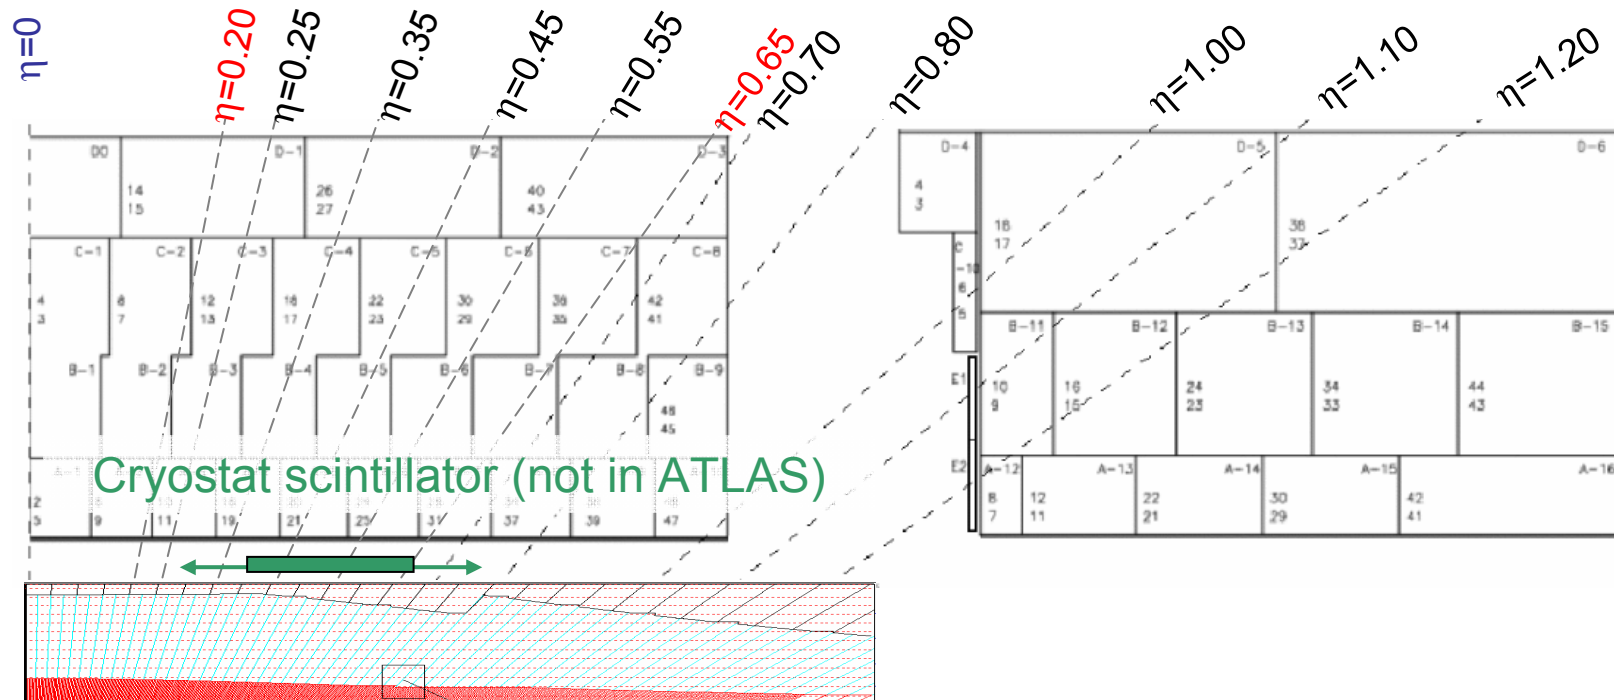 η=0 η=0.20 η=0.25 η=0.35 η=0.45 η=0.55 η=0.65 η=0.70 η=0.80 η=1.00 η=1.10 η=1.20
D0 D-1 D-2 D-3 D-4 D-5 D-6
14 26 40 4
15 27 43 3
18 38
17 37
C-1 C-2 C-3 C-4 C-5 C-6 C-7 C-8 C
-10
4 8 12 18 22 30 36 42 6
3 7 13 17 23 29 35 41 5
B-11 B-12 B-13 B-14 B-15
B-1 B-2 B-3 B-4 B-5 B-6 B-7 B-8 B-9 E1
10 16 24 34 44
9 15 23 33 43
48
45
Cryostat scintillator (not in ATLAS)
E2 A-12 A-13 A-14 A-15 A-16
2 8 12 22 30 42
9 11 19 21 25 31 37 39 47
7 11 21 29 41